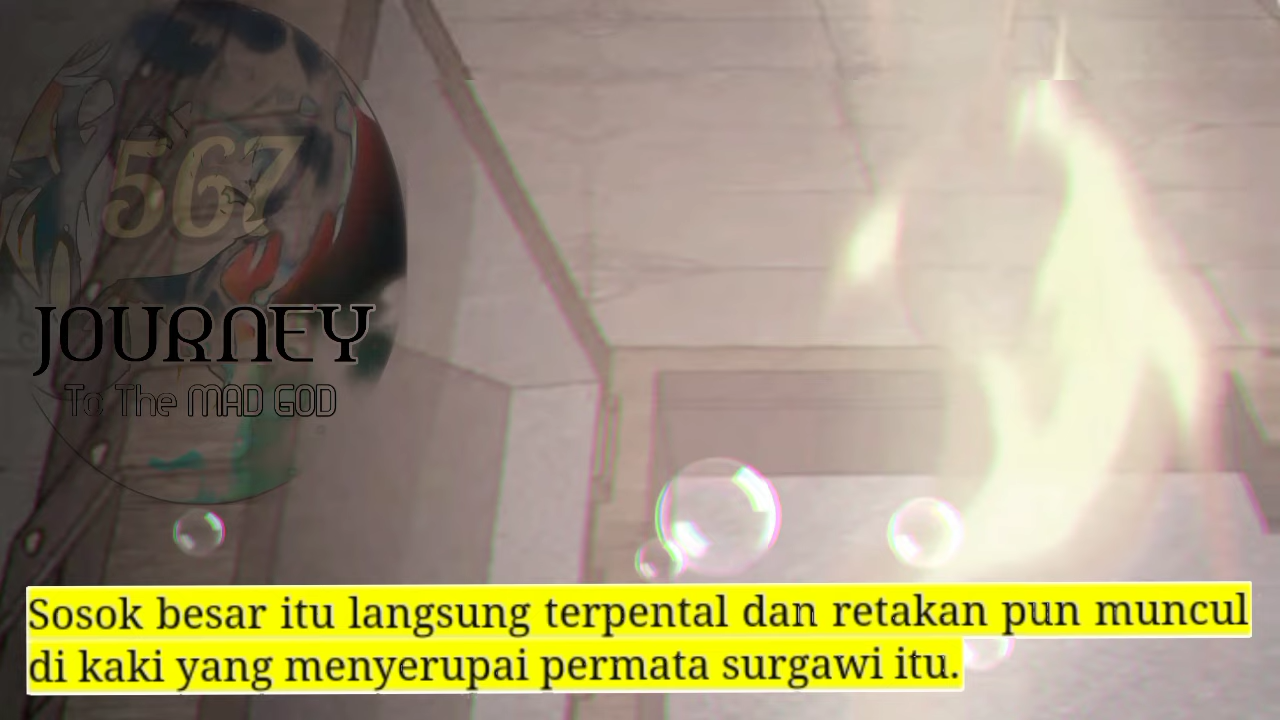 567
JOURNEY
To The MAD GOD
Sosok besar itu langsung terpental dan retakan pun muncul
di kaki yang menyerupai permata surgawi itu.